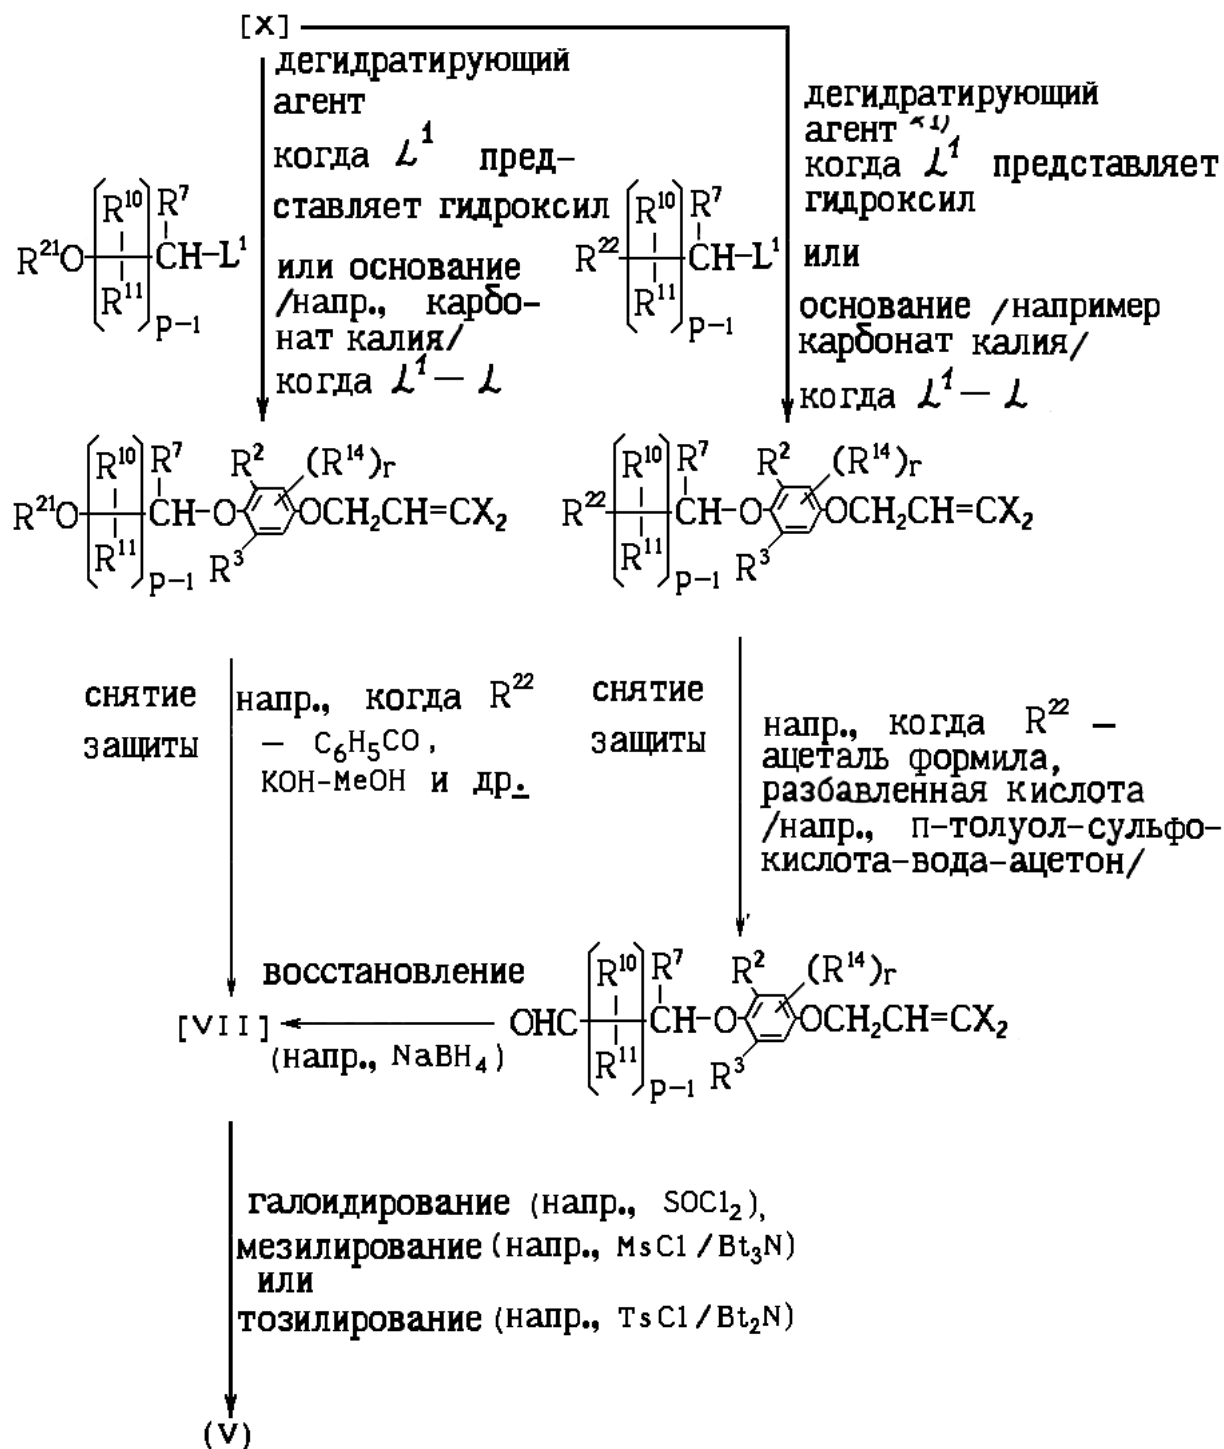 [X]
дегидратирующий
агент
когда L¹ пред-
ставляет гидроксил
или основание
/напр., карбо-
нат калия/
когда L¹ — L
R²¹O
R¹⁰
R¹¹
p-1
R⁷
CH-L¹
дегидратирующий
агент
когда L¹ представляет
гидроксил
или
основание /например
карбонат калия/
когда L¹ — L
R²²
R¹⁰
R¹¹
p-1
R⁷
CH-L¹
R²¹O
R¹⁰
R¹¹
p-1
R⁷
CH-O
R²
R³
(R¹⁴)r
OCH₂CH=CX₂
R²²
R¹⁰
R¹¹
p-1
R⁷
CH-O
R²
R³
(R¹⁴)r
OCH₂CH=CX₂
снятие
защиты
напр., когда R²²
— C₆H₅CO,
KOH-MeOH и др.
снятие
защиты
напр., когда R²² —
ацеталь формила,
разбавленная кислота
/напр., п-толуол-сульфо-
кислота-вода-ацетон/
[VII]
восстановление
(напр., NaBH₄)
OHC
R¹⁰
R¹¹
p-1
R⁷
CH-O
R²
R³
(R¹⁴)r
OCH₂CH=CX₂
галоидирование (напр., SOCl₂),
мезилирование (напр., MsCl/Bt₃N)
или
тозилирование (напр., TsCl/Bt₂N)
(V)